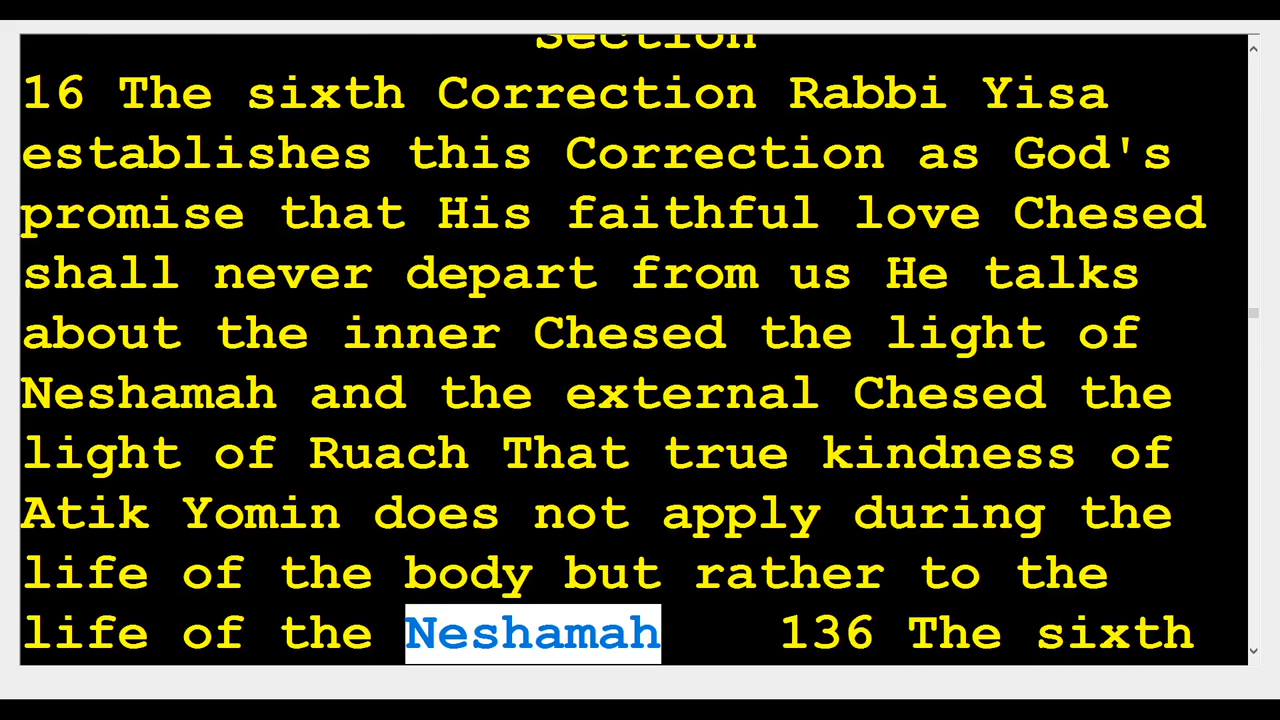 Section
16 The sixth Correction Rabbi Yisa
establishes this Correction as God's
promise that His faithful love Chesed
shall never depart from us He talks
about the inner Chesed the light of
Neshamah and the external Chesed the
light of Ruach That true kindness of
Atik Yomin does not apply during the
life of the body but rather to the
life of the Neshamah 136 The sixth